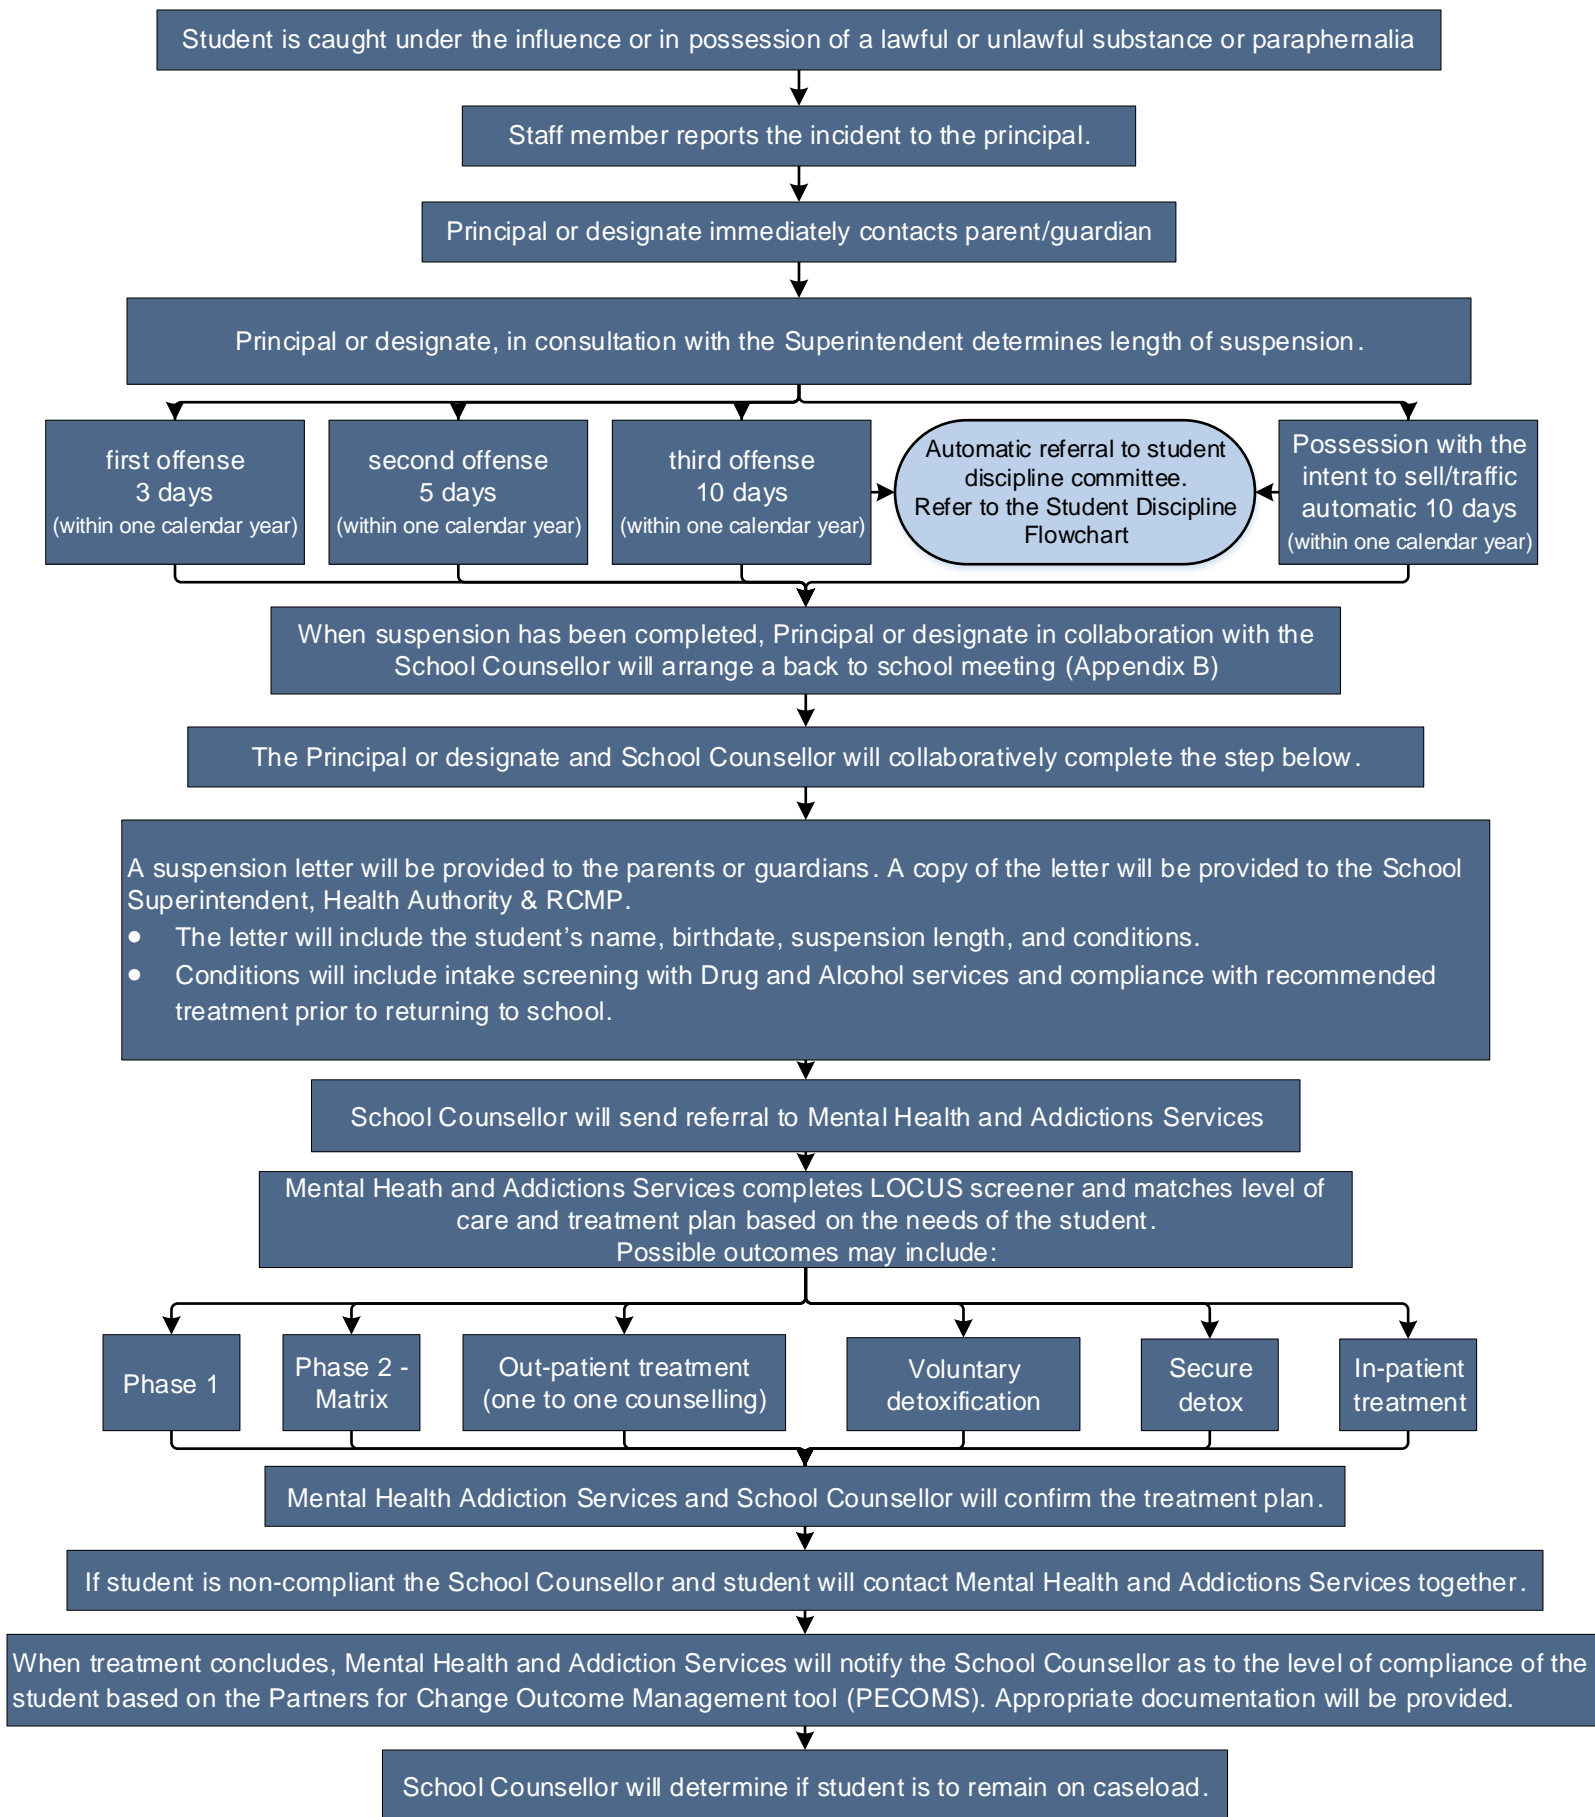 Student is caught under the influence or in possession of a lawful or unlawful substance or paraphernalia
Staff member reports the incident to the principal.
Principal or designate immediately contacts parent/guardian
Principal or designate, in consultation with the Superintendent determines length of suspension.
first offense
3 days
(within one calendar year)
second offense
5 days
(within one calendar year)
third offense
10 days
(within one calendar year)
Automatic referral to student
discipline committee.
Refer to the Student Discipline
Flowchart
Possession with the
intent to sell/traffic
automatic 10 days
(within one calendar year)
When suspension has been completed, Principal or designate in collaboration with the
School Counsellor will arrange a back to school meeting (Appendix B)
The Principal or designate and School Counsellor will collaboratively complete the step below.
A suspension letter will be provided to the parents or guardians. A copy of the letter will be provided to the School
Superintendent, Health Authority & RCMP.
● The letter will include the student’s name, birthdate, suspension length, and conditions.
● Conditions will include intake screening with Drug and Alcohol services and compliance with recommended
treatment prior to returning to school.
School Counsellor will send referral to Mental Health and Addictions Services
Mental Heath and Addictions Services completes LOCUS screener and matches level of
care and treatment plan based on the needs of the student.
Possible outcomes may include:
Phase 1
Phase 2 -
Matrix
Out-patient treatment
(one to one counselling)
Voluntary
detoxification
Secure
detox
In-patient
treatment
Mental Health Addiction Services and School Counsellor will confirm the treatment plan.
If student is non-compliant the School Counsellor and student will contact Mental Health and Addictions Services together.
When treatment concludes, Mental Health and Addiction Services will notify the School Counsellor as to the level of compliance of the
student based on the Partners for Change Outcome Management tool (PECOMS). Appropriate documentation will be provided.
School Counsellor will determine if student is to remain on caseload.